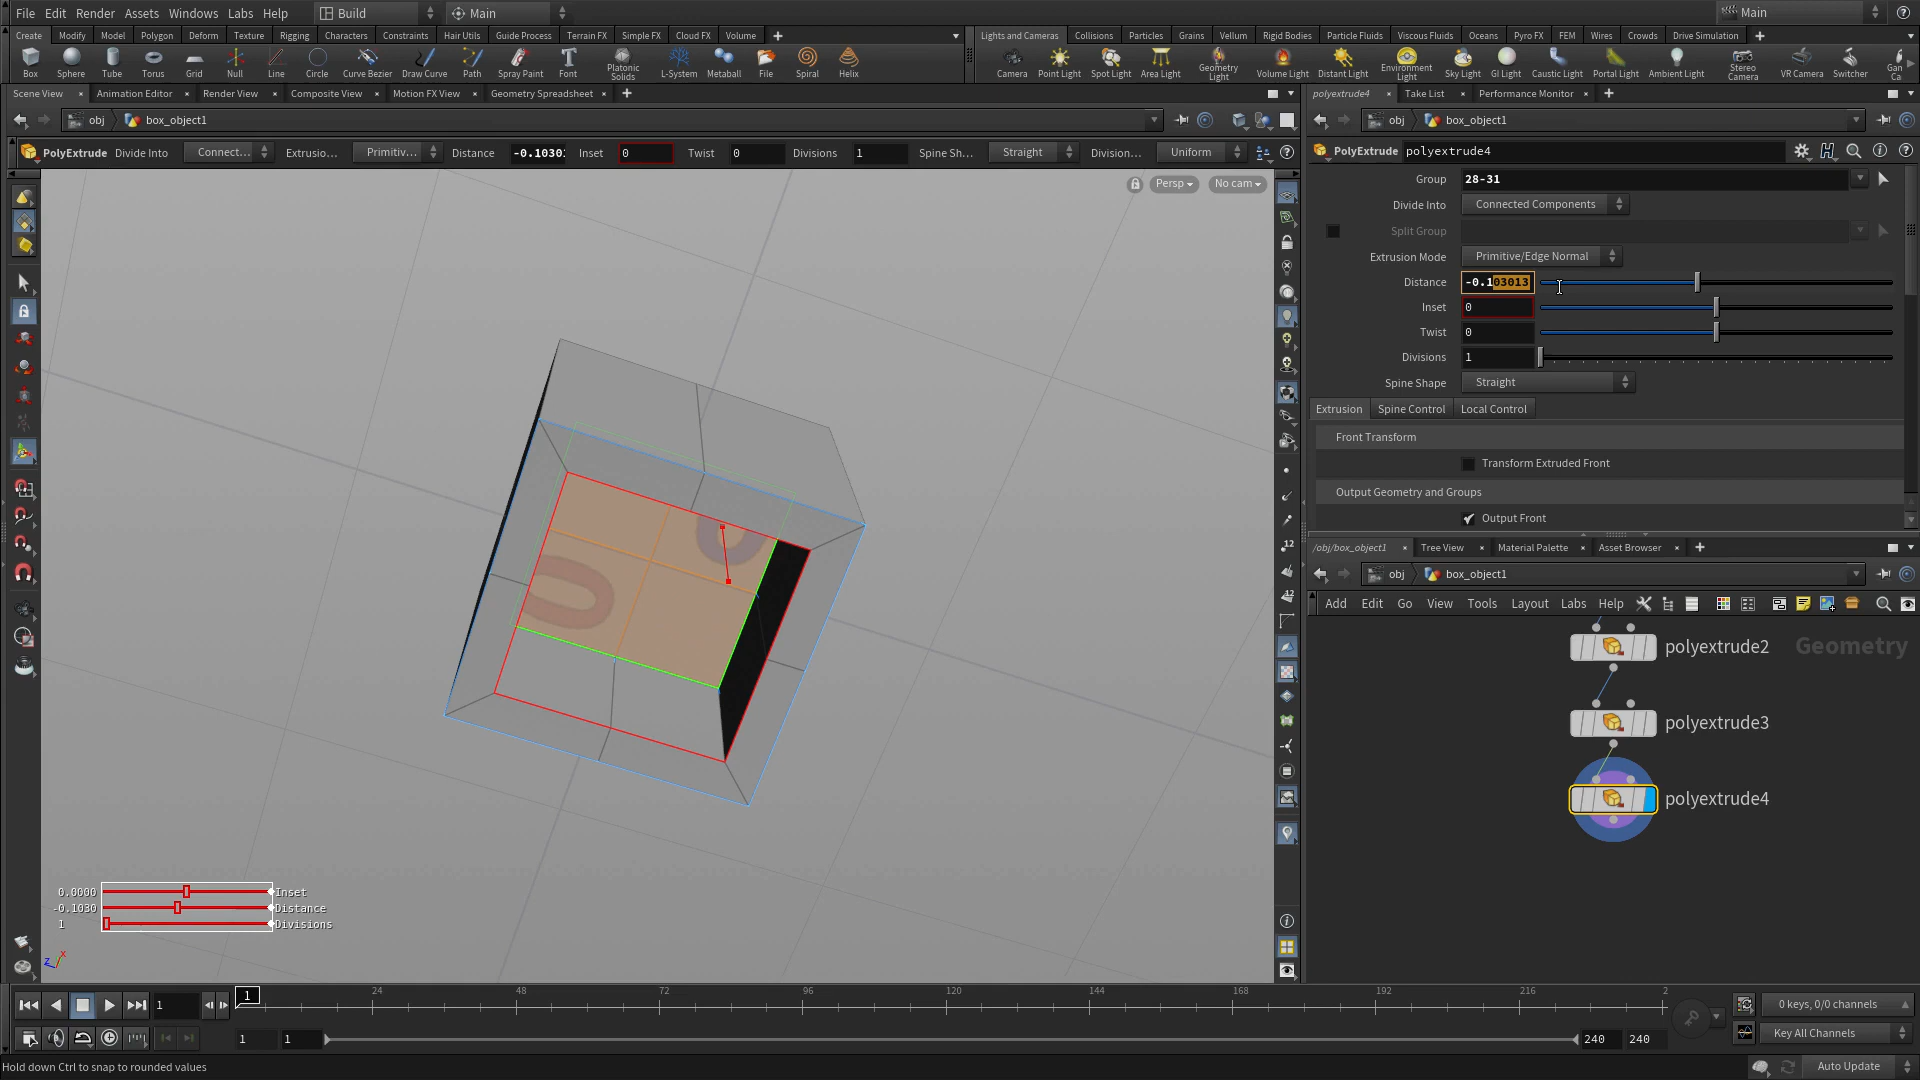 File Edit Render Assets Windows Labs Help Build Main Main
Create Modify Model Polygon Deform Texture Rigging Characters Constraints Hair Utils Guide Process Terrain FX Simple FX Cloud FX Volume
Lights and Cameras Collisions Particles Grains Vellum Rigid Bodies Particle Fluids Viscous Fluids Oceans Pyro FX FEM Wires Crowds Drive Simulation
Box Sphere Tube Torus Grid Null Line Circle Curve Bezier Draw Curve Path Spray Paint Font Platonic Solids L-System Metaball File Spiral Helix
Camera Point Light Spot Light Area Light Geometry Light Volume Light Distant Light Environment Light Sky Light GI Light Caustic Light Portal Light Ambient Light Stereo Camera VR Camera Switcher Gan Ca
Scene View Animation Editor Render View Composite View Motion FX View Geometry Spreadsheet
polyextrude4 Take List Performance Monitor
obj box_object1
obj box_object1
PolyExtrude Divide Into Connect... Extrusio... Primitiv... Distance -0.1030 Inset 0 Twist 0 Divisions 1 Spine Sh... Straight Division... Uniform
PolyExtrude polyextrude4
Persp No cam
Group 28-31
Divide Into Connected Components
Split Group
Extrusion Mode Primitive/Edge Normal
Distance -0.103013
Inset 0
Twist 0
Divisions 1
Spine Shape Straight
Extrusion Spine Control Local Control
Front Transform
Transform Extruded Front
Output Geometry and Groups
Output Front
/obj/box_object1 Tree View Material Palette Asset Browser
obj box_object1
Add Edit Go View Tools Layout Labs Help
Geometry
polyextrude2
polyextrude3
polyextrude4
12
12
0.0000 Inset
-0.1030 Distance
1 Divisions
z x
1 1 24 48 72 96 120 144 168 192 216 2
0 keys, 0/0 channels
1 1 240 240
Key All Channels
Hold down Ctrl to snap to rounded values
Auto Update